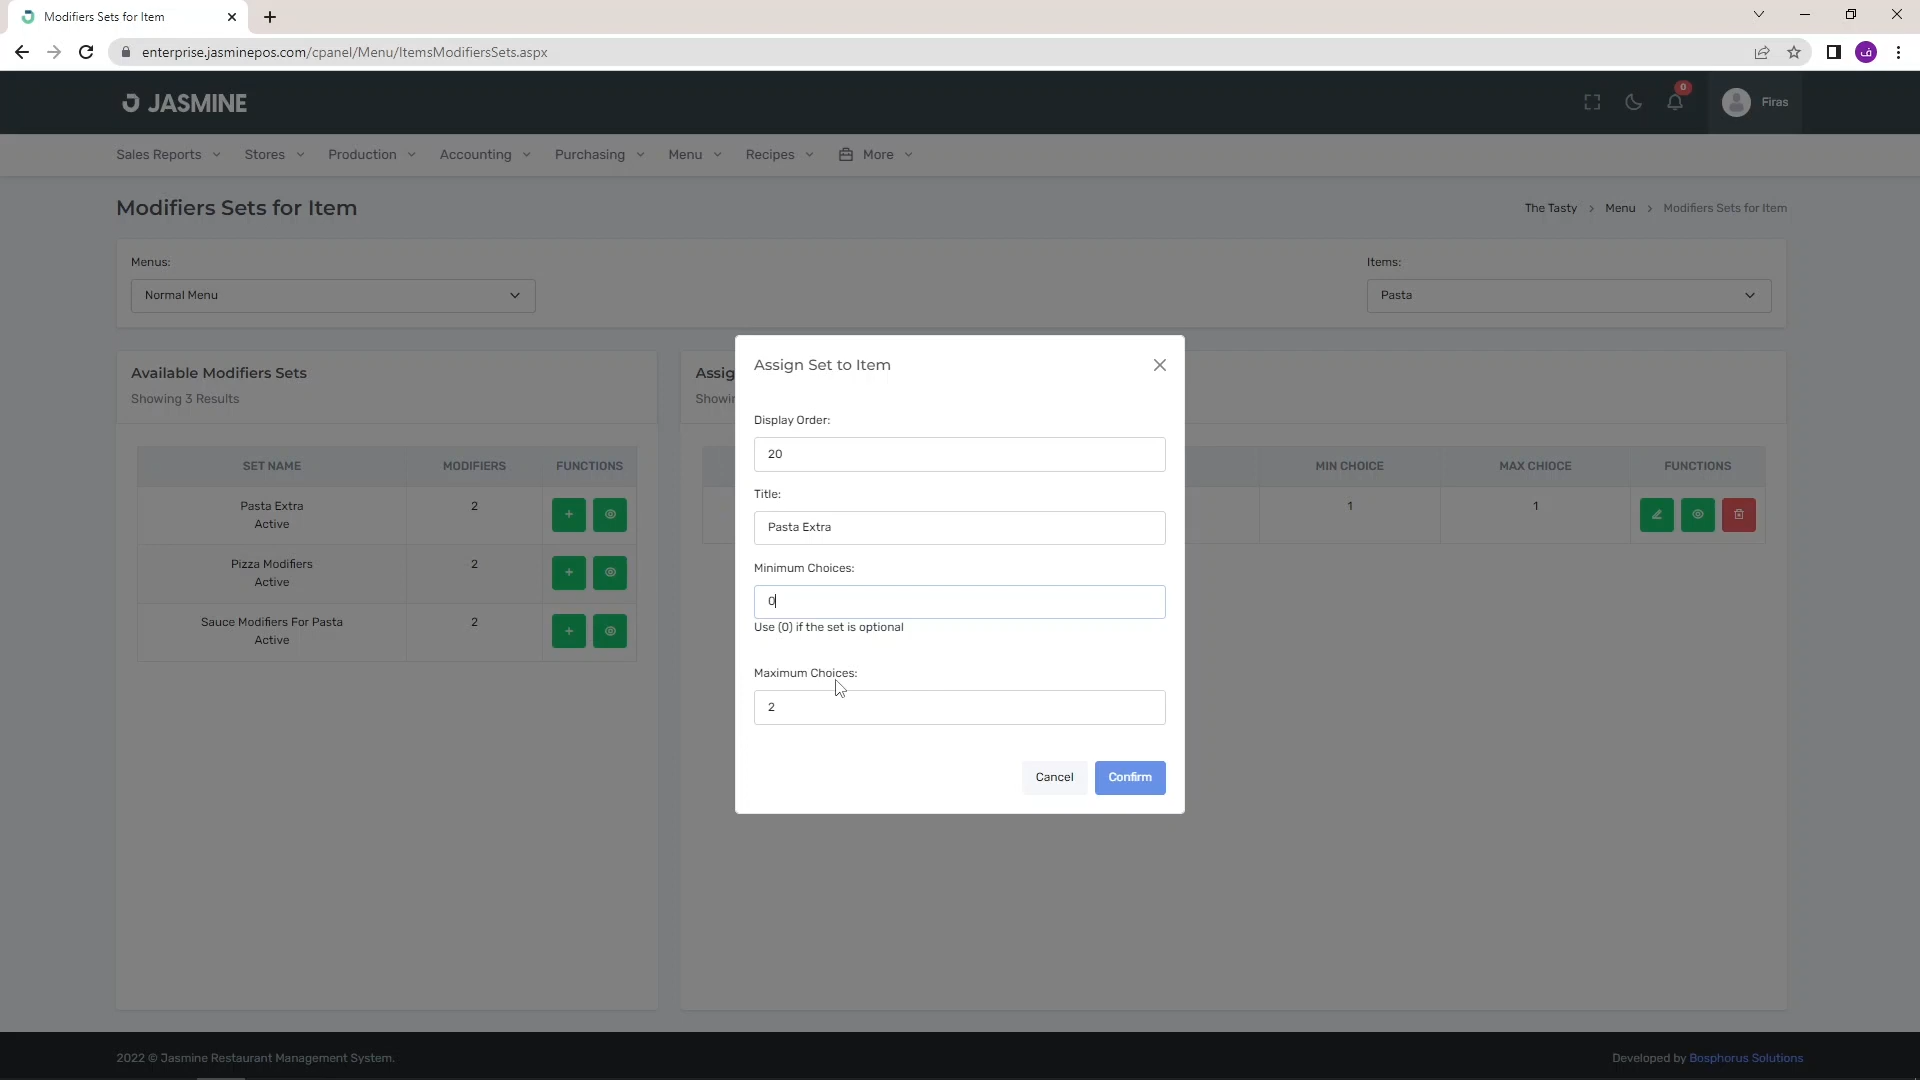 Modifiers Sets for Item
enterprise.jasminepos.com/cpanel/Menu/ItemsModifiersSets.aspx
ف
JASMINE
0
Firas
Sales Reports
Stores
Production
Accounting
Purchasing
Menu
Recipes
More
Modifiers Sets for Item
The Tasty > Menu > Modifiers Sets for Item
Menus:
Normal Menu
Items:
Pasta
Available Modifiers Sets
Showing 3 Results
SET NAME MODIFIERS FUNCTIONS
Pasta Extra 2
Active
Pizza Modifiers 2
Active
Sauce Modifiers For Pasta 2
Active
MIN CHOICE MAX CHIOCE FUNCTIONS
1 1
Assign Set to Item
Display Order:
20
Title:
Pasta Extra
Minimum Choices:
0
Use (0) if the set is optional
Maximum Choices:
2
Cancel
Confirm
2022 © Jasmine Restaurant Management System.
Developed by Bosphorus Solutions